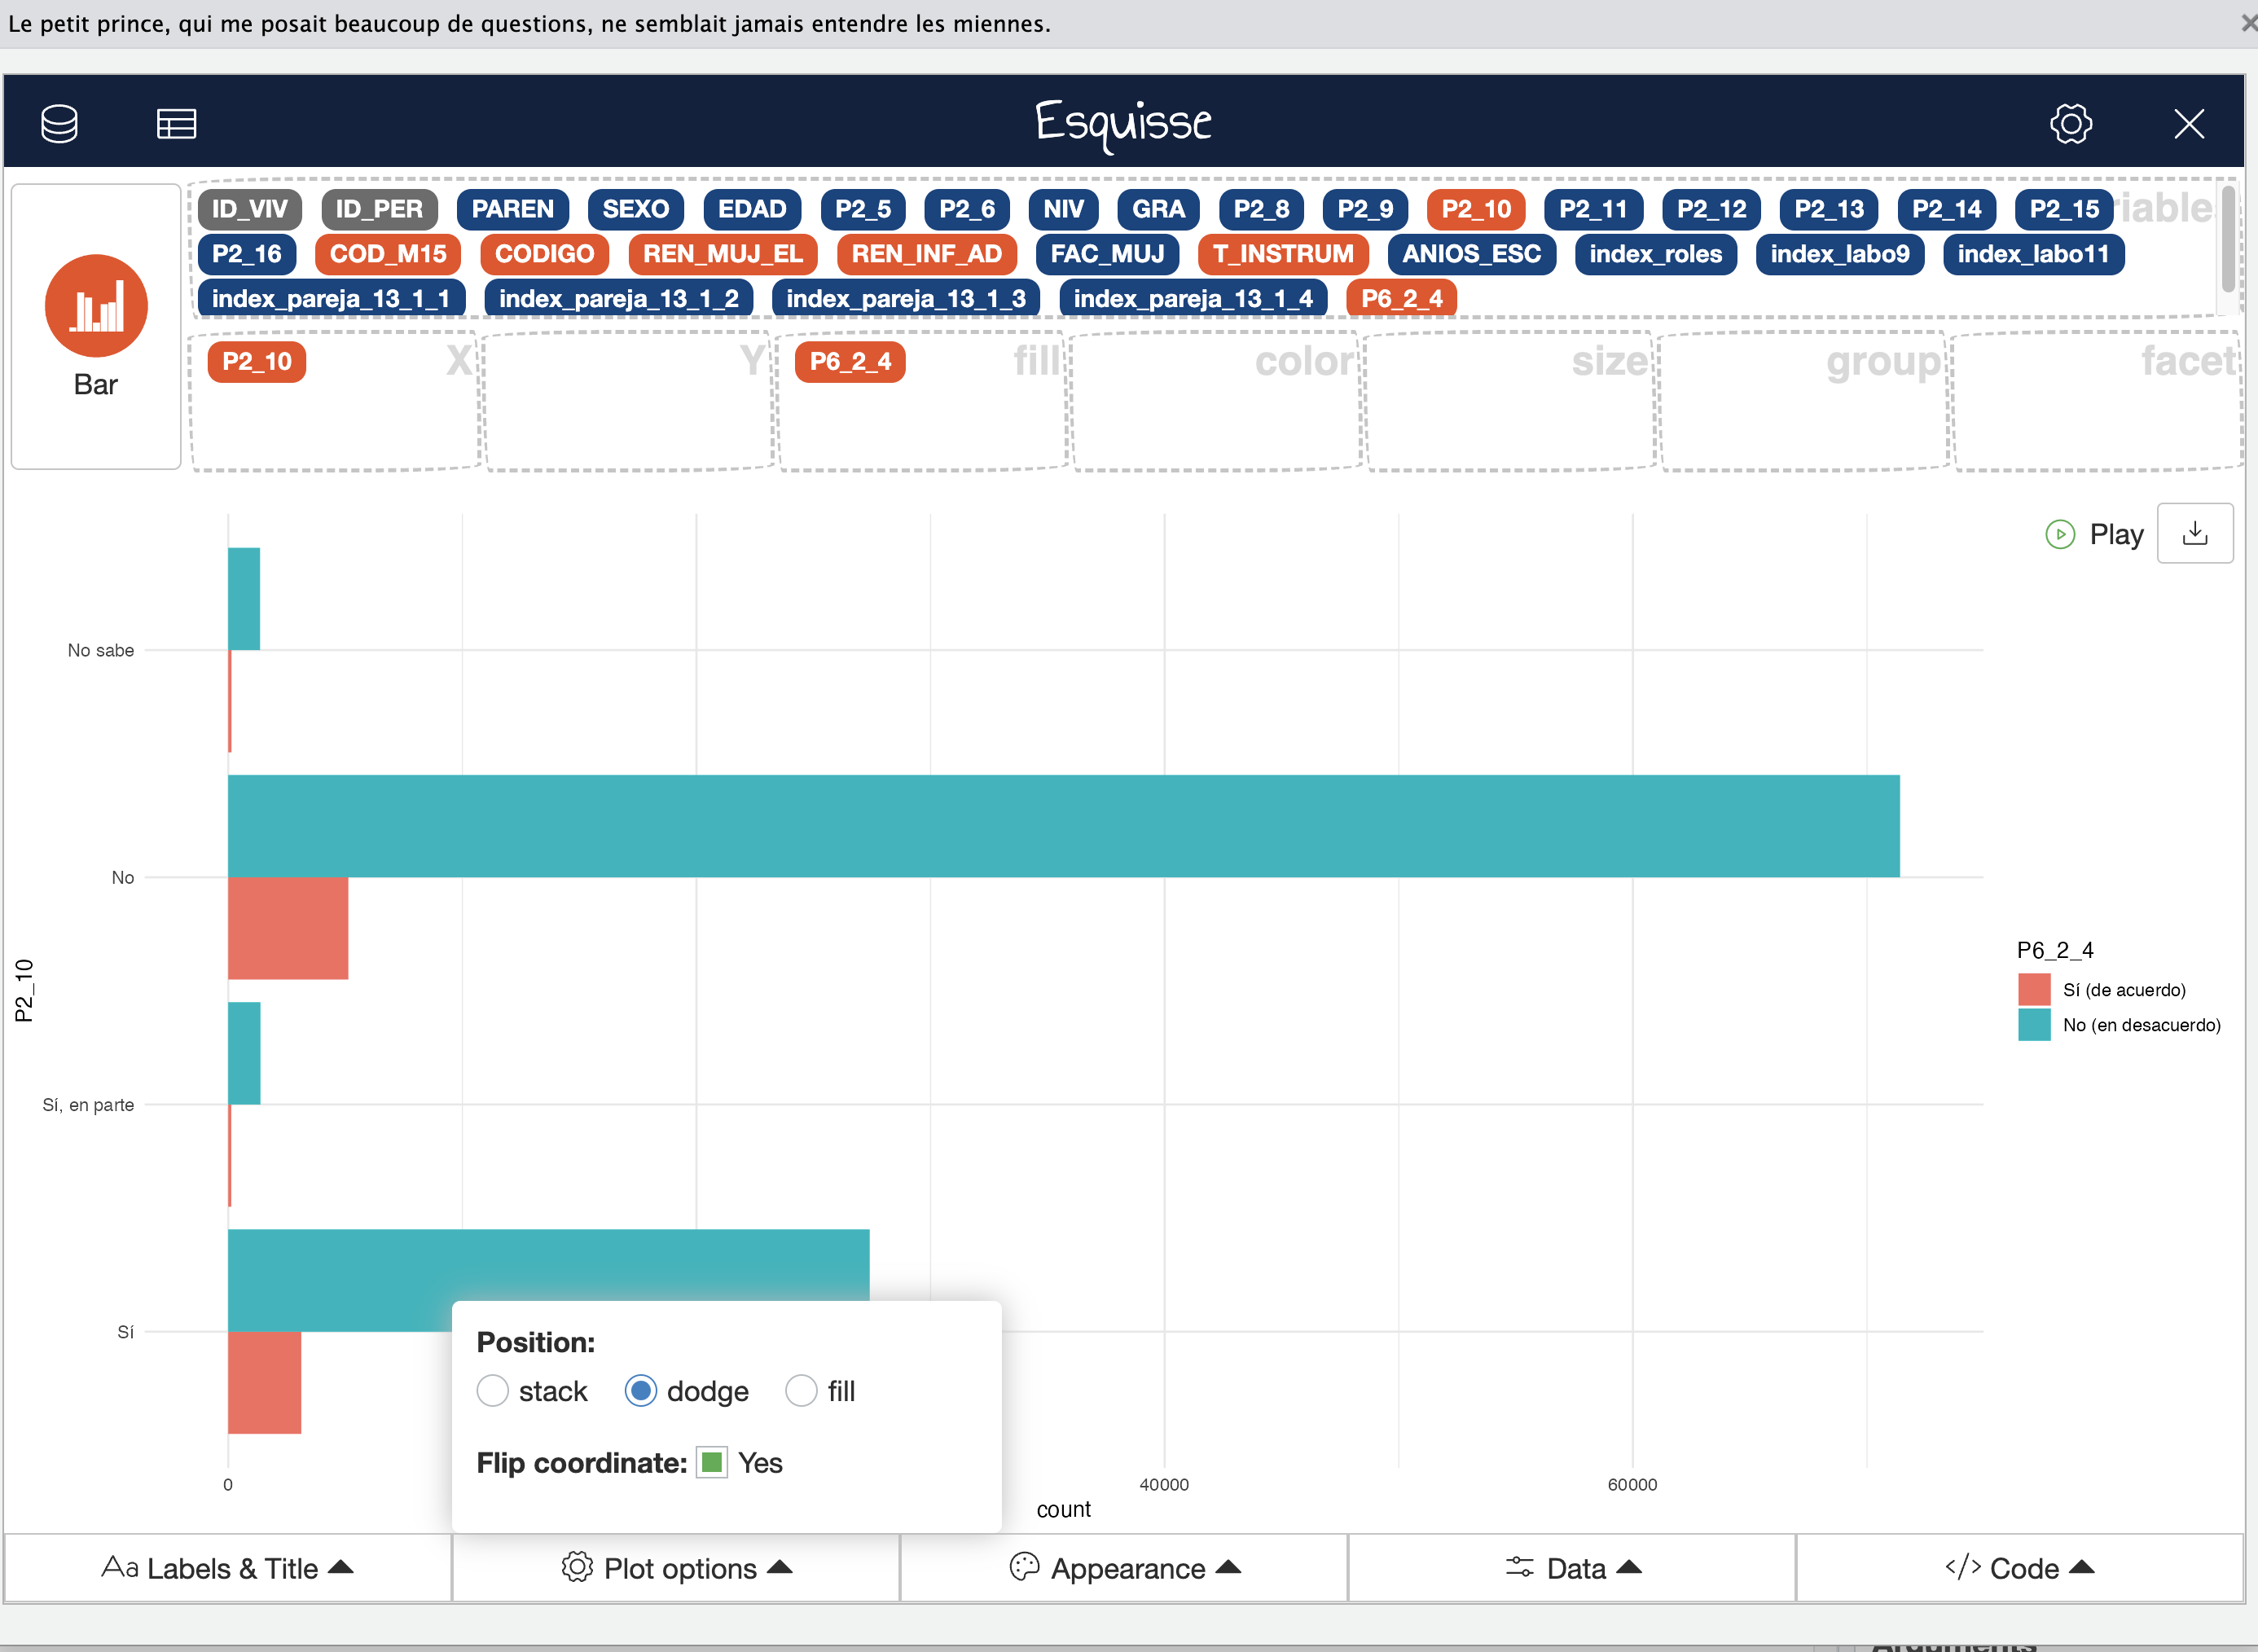 Le petit prince, qui me posait beaucoup de questions, ne semblait jamais entendre les miennes.
Esquisse
ID_VIV ID_PER PAREN SEXO EDAD P2_5 P2_6 NIV GRA P2_8 P2_9 P2_10 P2_11 P2_12 P2_13 P2_14 P2_15
P2_16 COD_M15 CODIGO REN_MUJ_EL REN_INF_AD FAC_MUJ T_INSTRUM ANIOS_ESC index_roles index_labo9 index_labo11
index_pareja_13_1_1 index_pareja_13_1_2 index_pareja_13_1_3 index_pareja_13_1_4 P6_2_4
Bar
P2_10 X Y P6_2_4 fill color size group facet
Play
No sabe
No
Sí, en parte
Sí
P2_10
P6_2_4
Sí (de acuerdo)
No (en desacuerdo)
Position:
stack dodge fill
Flip coordinate: Yes
0 40000 60000
count
Aa Labels & Title Plot options Appearance Data </> Code